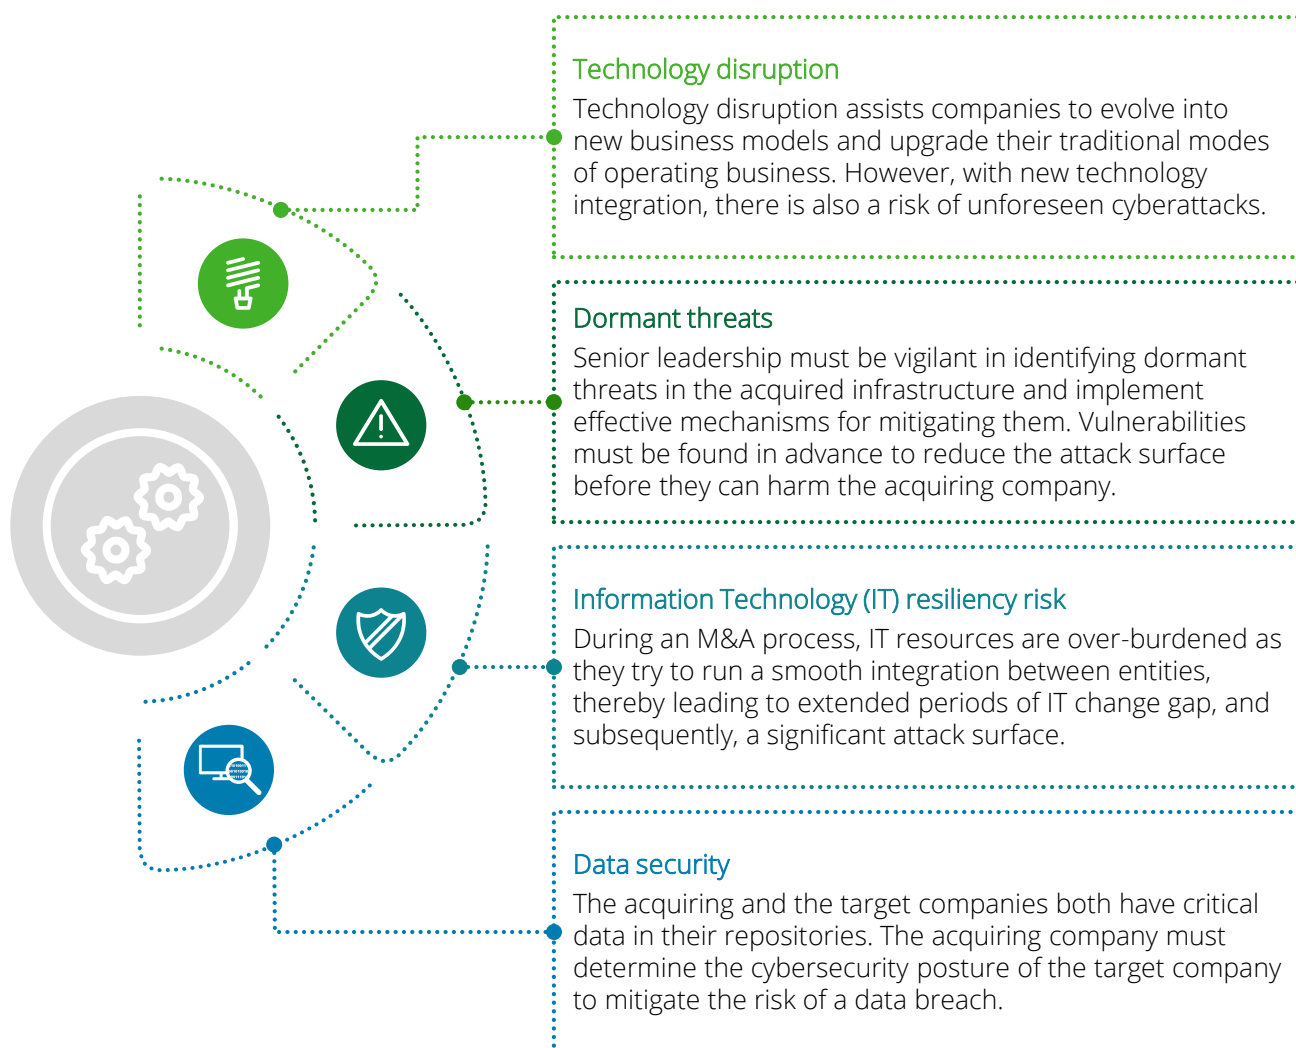 Technology disruption
Technology disruption assists companies to evolve into
new business models and upgrade their traditional modes
of operating business. However, with new technology
integration, there is also a risk of unforeseen cyberattacks.
Dormant threats
Senior leadership must be vigilant in identifying dormant
threats in the acquired infrastructure and implement
effective mechanisms for mitigating them. Vulnerabilities
must be found in advance to reduce the attack surface
before they can harm the acquiring company.
Information Technology (IT) resiliency risk
During an M&A process, IT resources are over-burdened as
they try to run a smooth integration between entities,
thereby leading to extended periods of IT change gap, and
subsequently, a significant attack surface.
Data security
The acquiring and the target companies both have critical
data in their repositories. The acquiring company must
determine the cybersecurity posture of the target company
to mitigate the risk of a data breach.